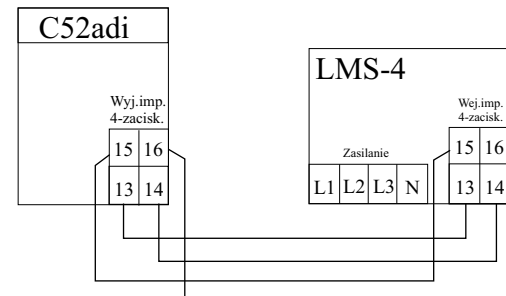 C52adi
Wyj.imp.
4-zacisk.
15 16
13 14
LMS-4
Wej.imp.
4-zacisk.
Zasilanie
15 16
L1 L2 L3 N
13 14